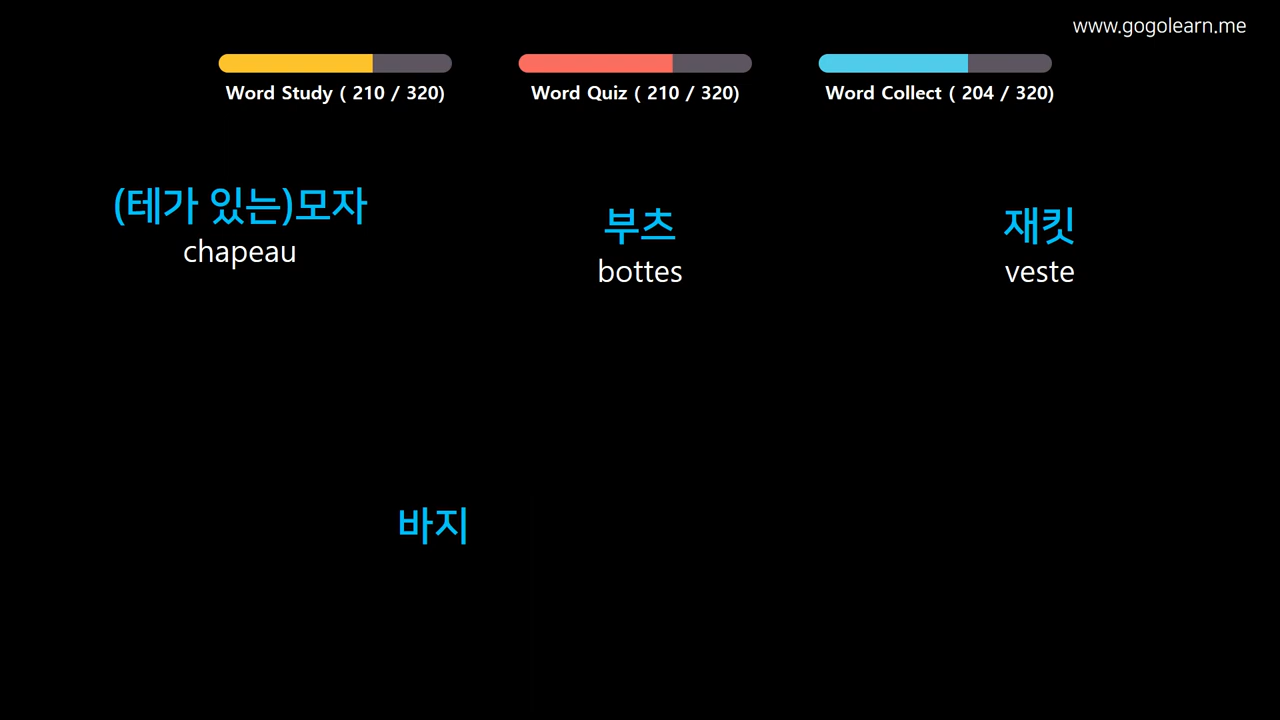 www.gogolearn.me
Word Study ( 210 / 320)
Word Quiz ( 210 / 320)
Word Collect ( 204 / 320)
(테가 있는)모자
chapeau
부츠
bottes
재킷
veste
바지